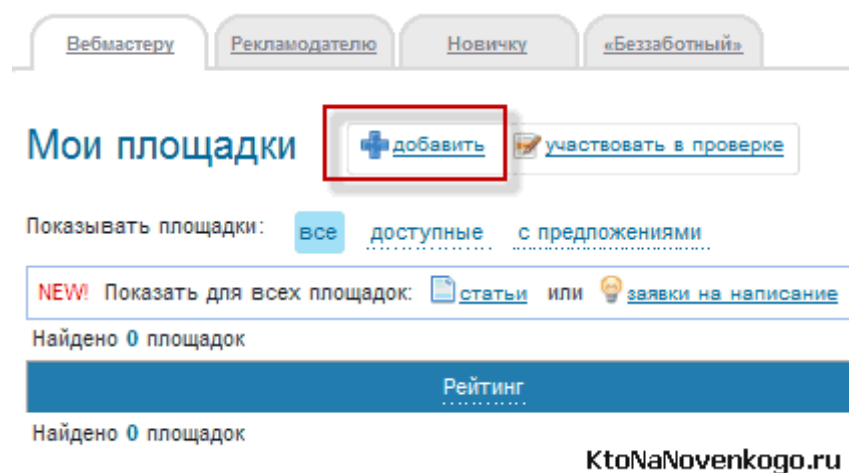 Вебмастеру Рекламодателю Новичку «Беззаботный»
Мои площадки добавить участвовать в проверке
Показывать площадки: все доступные с предложениями
NEW! Показать для всех площадок: статьи или заявки на написание
Найдено 0 площадок
Рейтинг
Найдено 0 площадок
KtoNaNovenkogo.ru